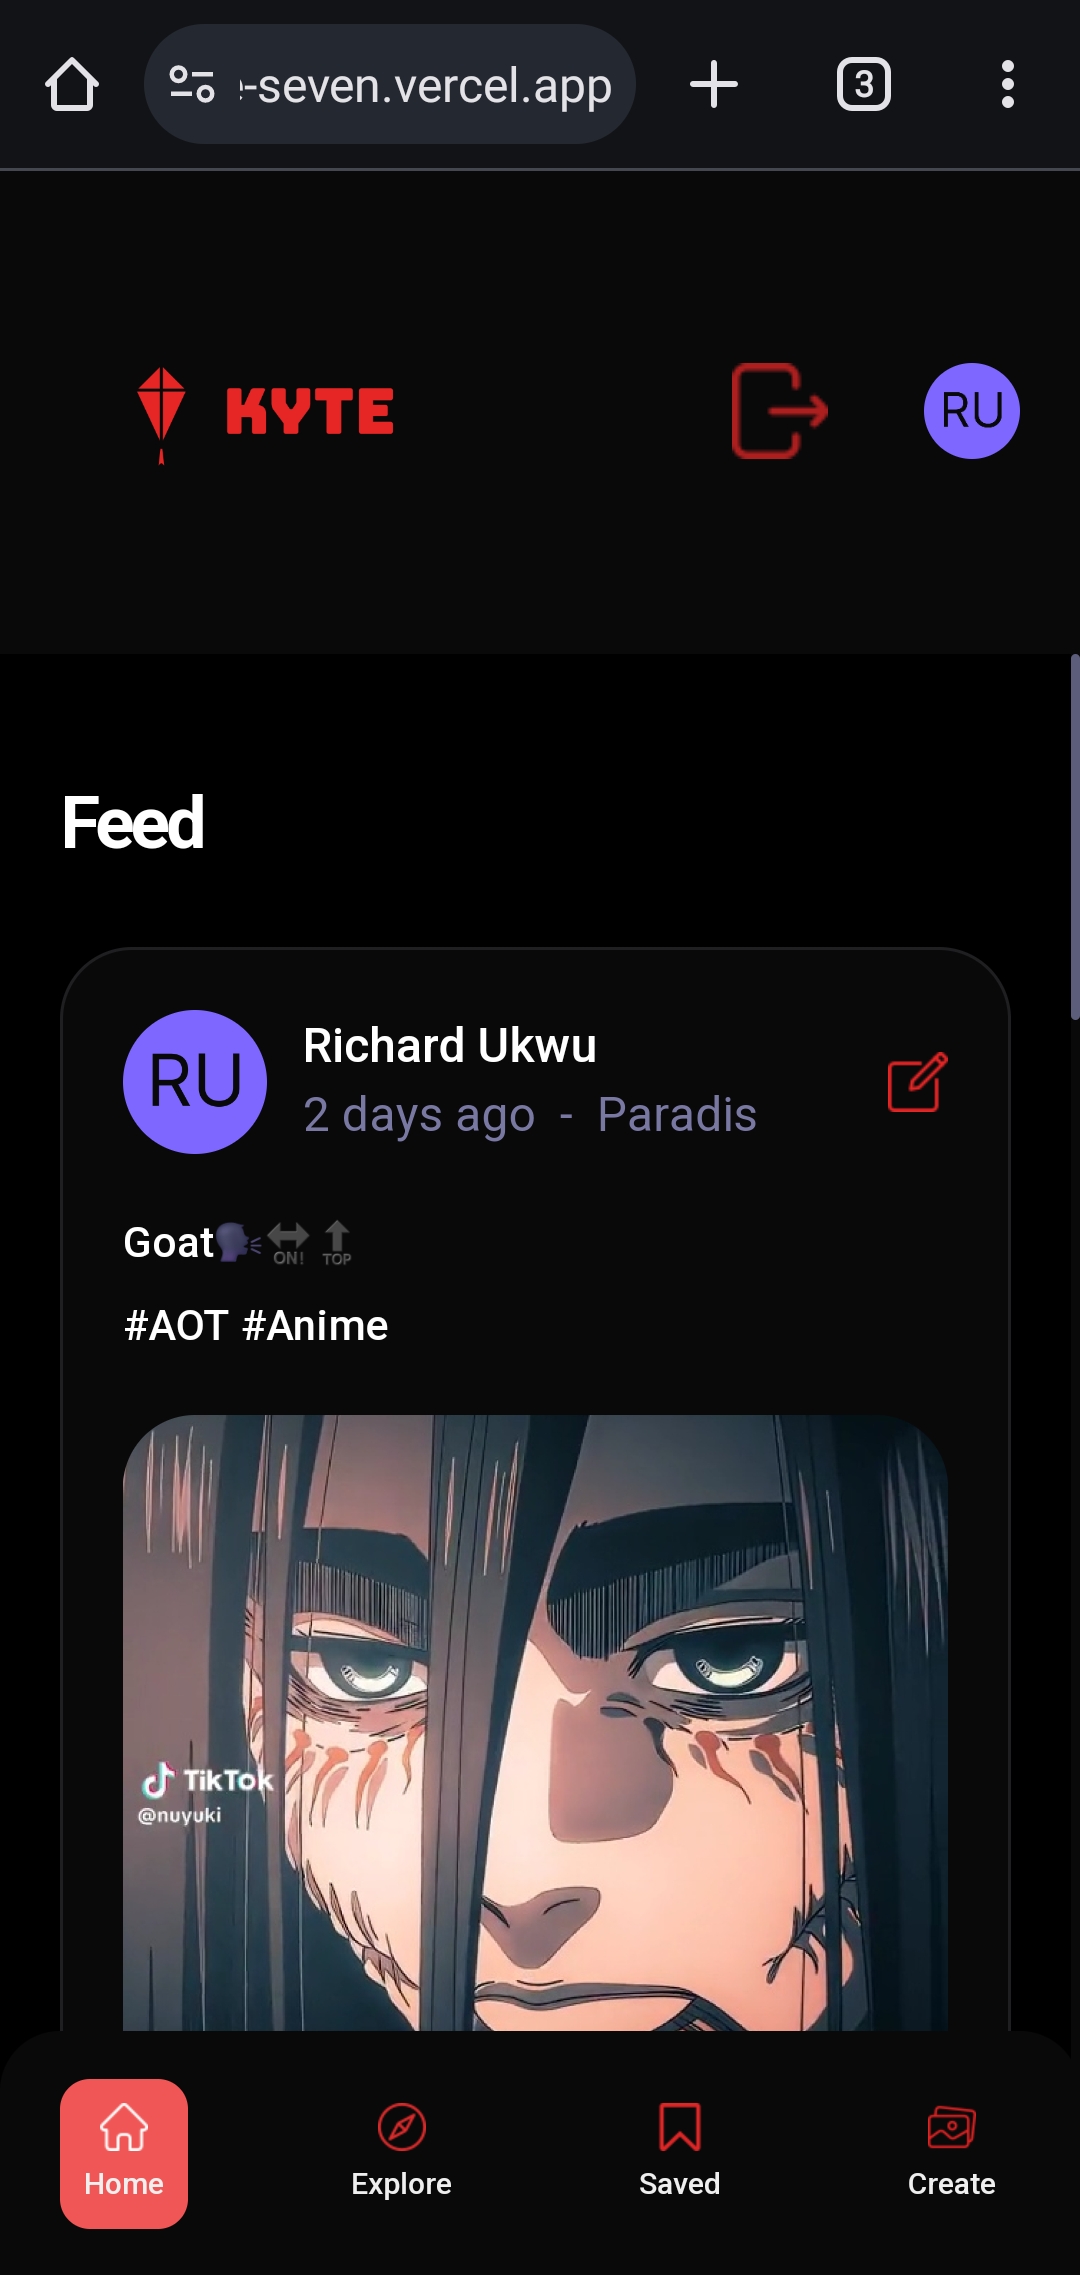 -seven.vercel.app
3
KYTE
RU
Feed
RU
Richard Ukwu
2 days ago - Paradis
Goat🗣️🔛🔝
#AOT #Anime
TikTok
@nuyuki
Home
Explore
Saved
Create